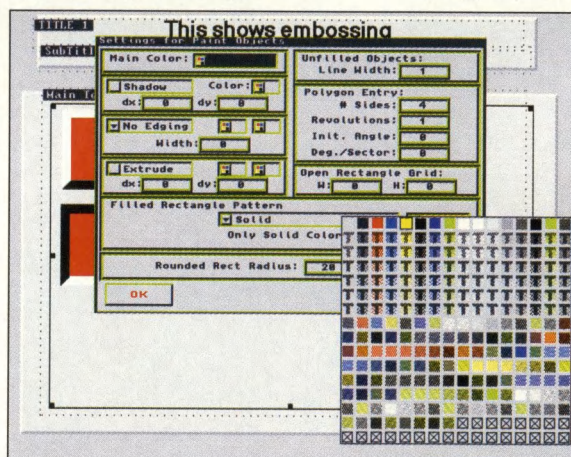 TITLE 1
This shows embossing
SubTitl
Settings for Paint Objects
Main Color:
Unfilled Objects:
Line Width: 1
Shadow Color:
dx: 0 dy: 0
Polygon Entry:
# Sides: 4
Revolutions: 1
Init. Angle: 0
Deg./Sector: 0
No Edging
Width: 0
Extrude
dx: 0 dy: 0
Open Rectangle Grid:
W: 0 H: 0
Filled Rectangle Pattern
Solid
Only Solid Color
Rounded Rect Radius: 20
OK
Main